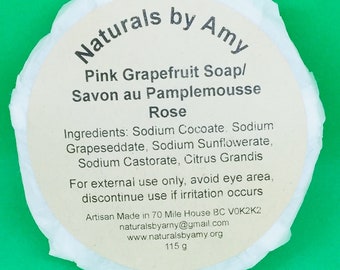 Naturals by Amy
Pink Grapefruit Soap/
Savon au Pamplemousse
Rose
Ingredients: Sodium Cocoate, Sodium
Grapeseddate, Sodium Sunflowerate,
Sodium Castorate, Citrus Grandis
For external use only, avoid eye area,
discontinue use if irritation occurs
Artisan Made in 70 Mile House BC V0K2K2
naturalsbyamy@gmail.com
www.naturalsbyamy.org
115 g